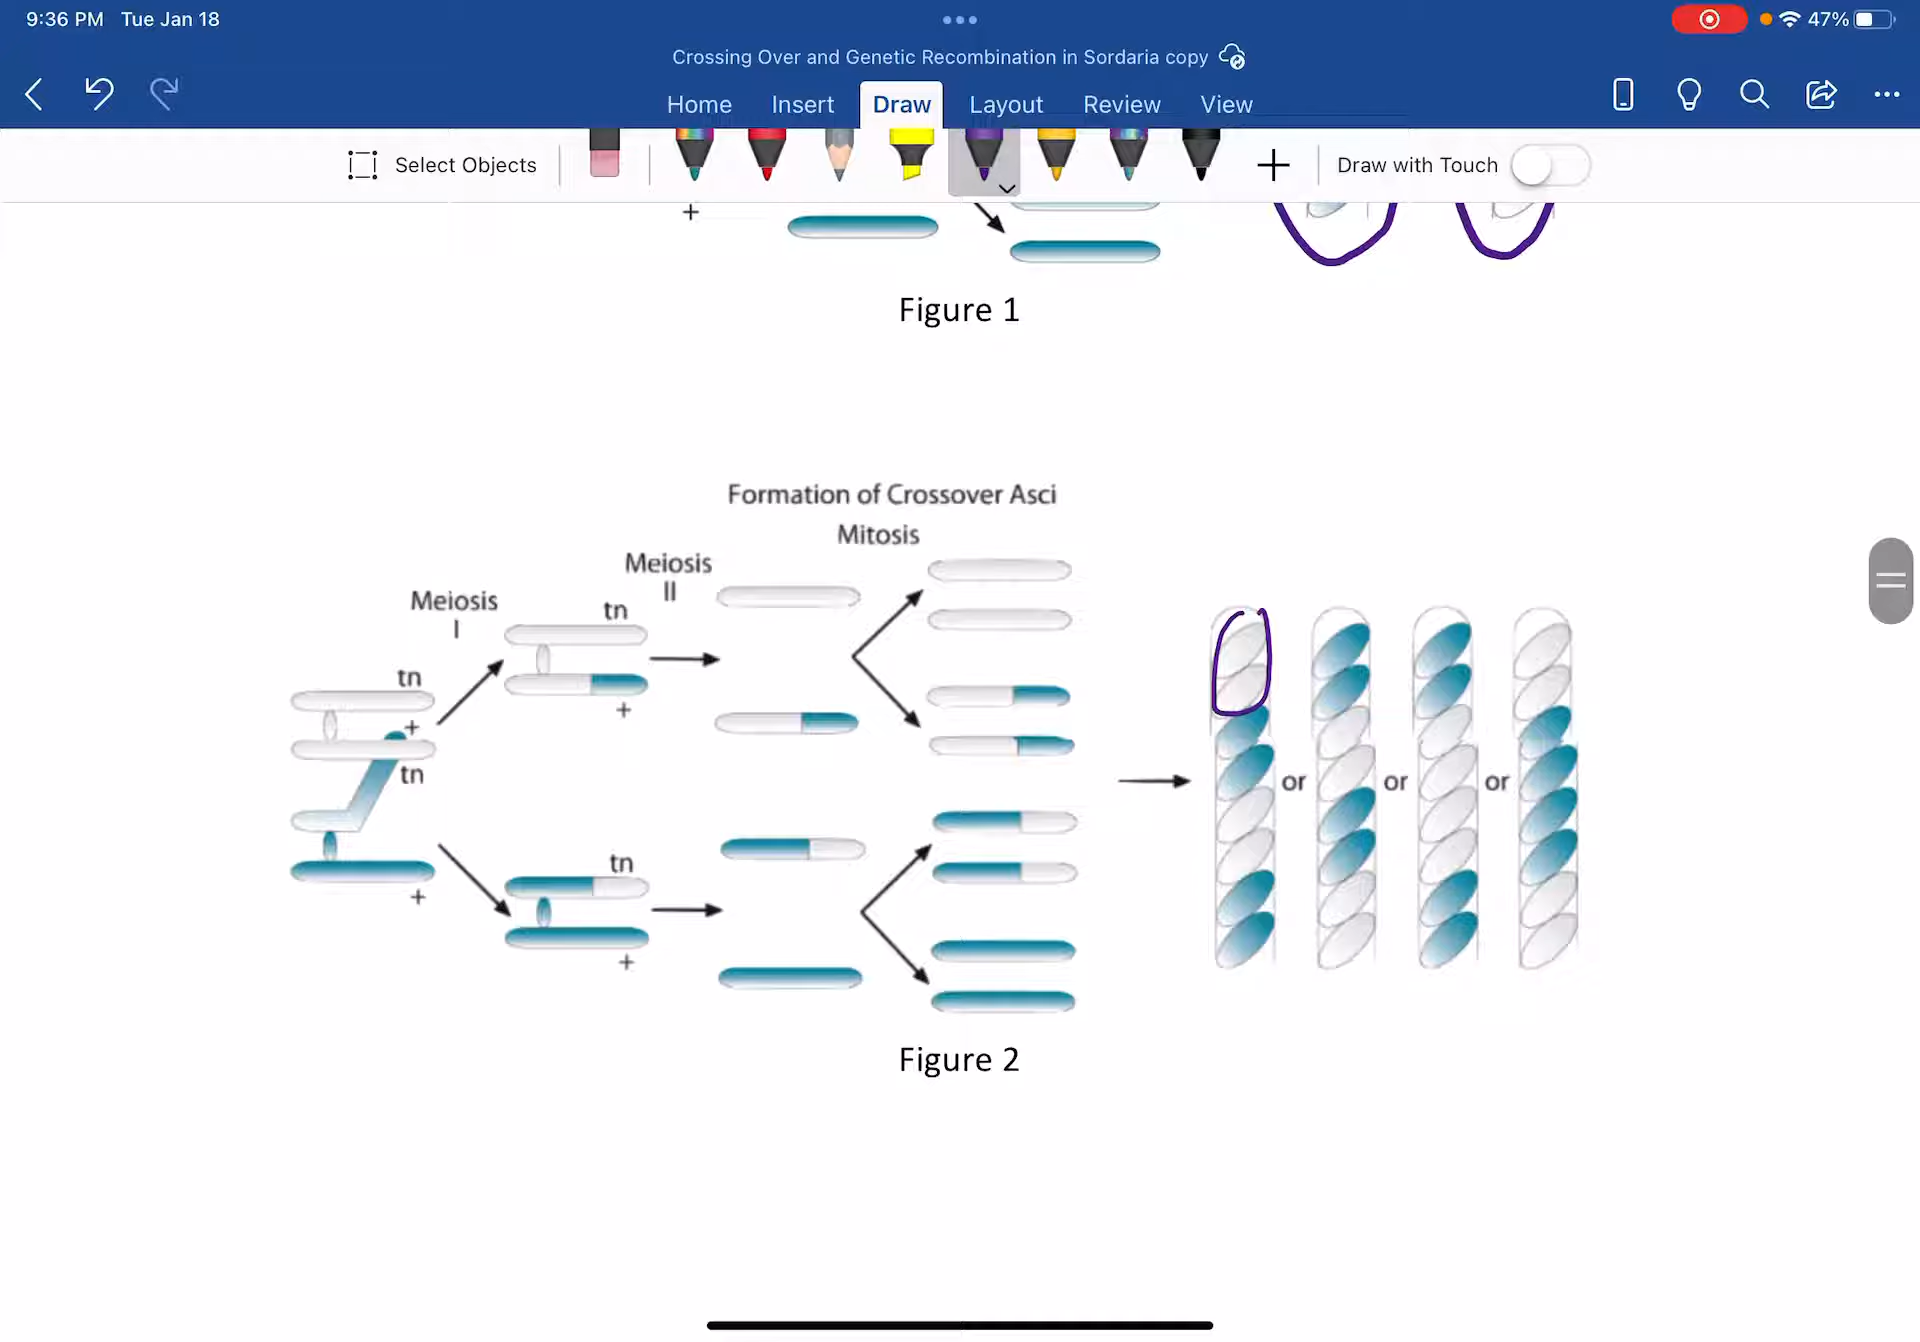 9:36 PM Tue Jan 18
47%
Crossing Over and Genetic Recombination in Sordaria copy
Home Insert Draw Layout Review View
Select Objects
Draw with Touch
+
Figure 1
Formation of Crossover Asci
Mitosis
Meiosis
II
Meiosis
I
tn
tn
+
+
tn
or or or
tn
+
+
Figure 2